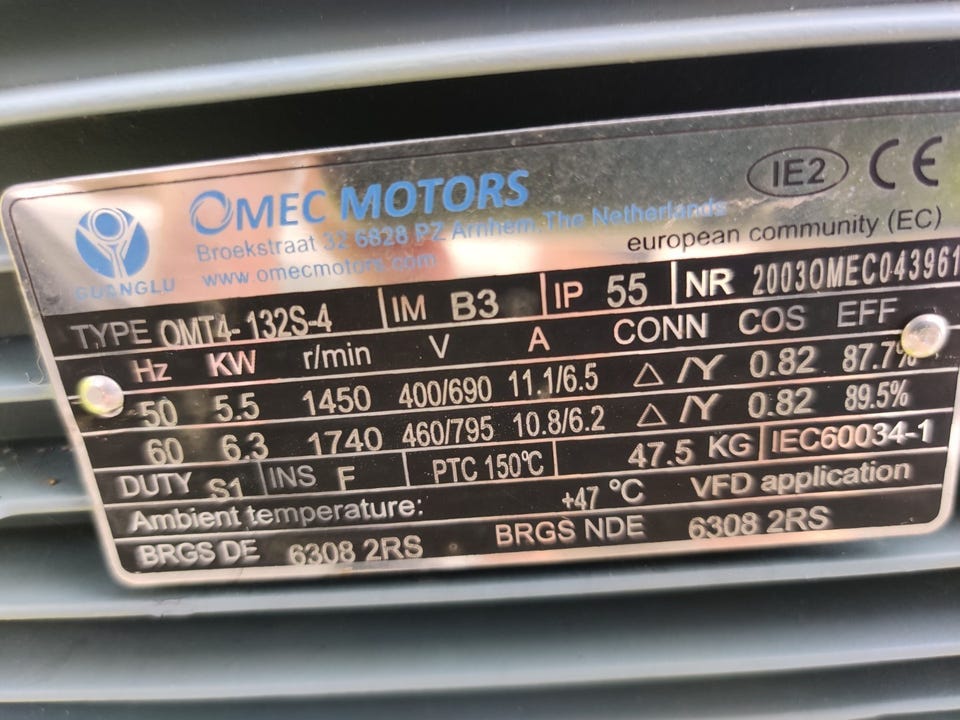 IE2 CE
OMEC MOTORS
Broekstraat 32 6828 PZ Arnhem, The Netherlands
www.omecmotors.com european community (EC)
GUANGLU
TYPE OMT4-132S-4 IM B3 IP 55 NR 2003OMEC043961
Hz KW r/min V A CONN COS EFF
50 5.5 1450 400/690 11.1/6.5 △/Y 0.82 87.7%
60 6.3 1740 460/795 10.8/6.2 △/Y 0.82 89.5%
DUTY S1 INS F PTC 150℃ 47.5 KG IEC60034-1
Ambient temperature: +47 °C VFD application
BRGS DE 6308 2RS BRGS NDE 6308 2RS